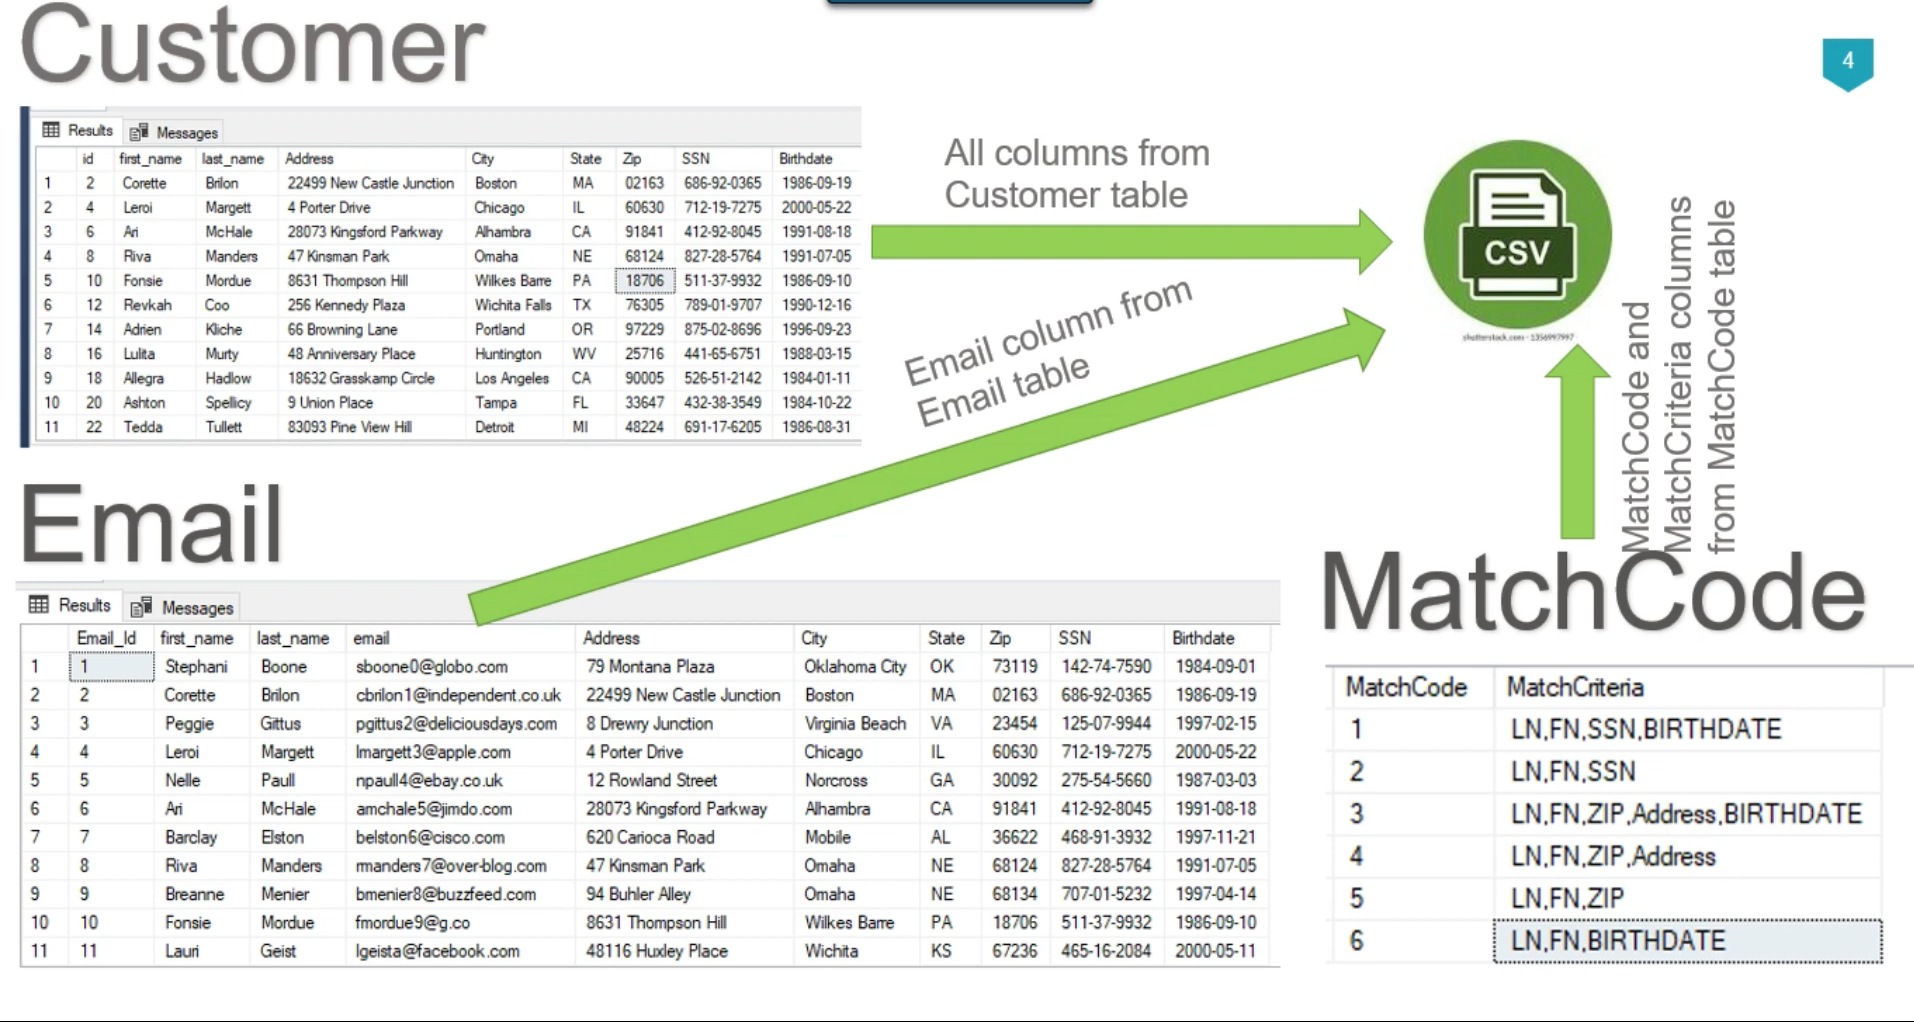 Customer
4
Results Messages
id first_name last_name Address City State Zip SSN Birthdate
1 2 Corette Brilon 22499 New Castle Junction Boston MA 02163 686-92-0365 1986-09-19
2 4 Leroi Margett 4 Porter Drive Chicago IL 60630 712-19-7275 2000-05-22
3 6 Ari McHale 28073 Kingsford Parkway Alhambra CA 91841 412-92-8045 1991-08-18
4 8 Riva Manders 47 Kinsman Park Omaha NE 68124 827-28-5764 1991-07-05
5 10 Fonsie Mordue 8631 Thompson Hill Wilkes Barre PA 18706 511-37-9932 1986-09-10
6 12 Revkah Coo 256 Kennedy Plaza Wichita Falls TX 76305 789-01-9707 1990-12-16
7 14 Adrien Kliche 66 Browning Lane Portland OR 97229 875-02-8696 1996-09-23
8 16 Lulita Murty 48 Anniversary Place Huntington WV 25716 441-65-6751 1988-03-15
9 18 Allegra Hadlow 18632 Grasskamp Circle Los Angeles CA 90005 526-51-2142 1984-01-11
10 20 Ashton Spellicy 9 Union Place Tampa FL 33647 432-38-3549 1984-10-22
11 22 Tedda Tullett 83093 Pine View Hill Detroit MI 48224 691-17-6205 1986-08-31
All columns from
Customer table
CSV
shutterstock.com · 1356997997
Email column from
Email table
MatchCode and
MatchCriteria columns
from MatchCode table
Email
Results Messages
Email_Id first_name last_name email Address City State Zip SSN Birthdate
1 1 Stephani Boone sboone0@globo.com 79 Montana Plaza Oklahoma City OK 73119 142-74-7590 1984-09-01
2 2 Corette Brilon cbrilon1@independent.co.uk 22499 New Castle Junction Boston MA 02163 686-92-0365 1986-09-19
3 3 Peggie Gittus pgittus2@deliciousdays.com 8 Drewry Junction Virginia Beach VA 23454 125-07-9944 1997-02-15
4 4 Leroi Margett lmargett3@apple.com 4 Porter Drive Chicago IL 60630 712-19-7275 2000-05-22
5 5 Nelle Paull npaull4@ebay.co.uk 12 Rowland Street Norcross GA 30092 275-54-5660 1987-03-03
6 6 Ari McHale amchale5@jimdo.com 28073 Kingsford Parkway Alhambra CA 91841 412-92-8045 1991-08-18
7 7 Barclay Elston belston6@cisco.com 620 Carioca Road Mobile AL 36622 468-91-3932 1997-11-21
8 8 Riva Manders rmanders7@over-blog.com 47 Kinsman Park Omaha NE 68124 827-28-5764 1991-07-05
9 9 Breanne Menier bmenier8@buzzfeed.com 94 Buhler Alley Omaha NE 68134 707-01-5232 1997-04-14
10 10 Fonsie Mordue fmordue9@g.co 8631 Thompson Hill Wilkes Barre PA 18706 511-37-9932 1986-09-10
11 11 Lauri Geist lgeista@facebook.com 48116 Huxley Place Wichita KS 67236 465-16-2084 2000-05-11
MatchCode
MatchCode MatchCriteria
1 LN,FN,SSN,BIRTHDATE
2 LN,FN,SSN
3 LN,FN,ZIP,Address,BIRTHDATE
4 LN,FN,ZIP,Address
5 LN,FN,ZIP
6 LN,FN,BIRTHDATE